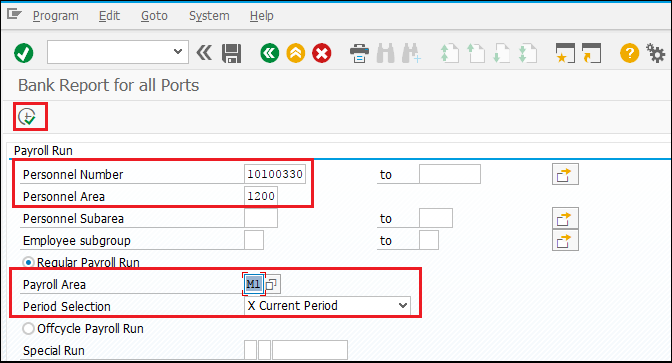 Program Edit Goto System Help
Bank Report for all Ports
Payroll Run
Personnel Number 10100330 to
Personnel Area 1200
Personnel Subarea to
Employee subgroup to
Regular Payroll Run
Payroll Area M1
Period Selection X Current Period
Offcycle Payroll Run
Special Run